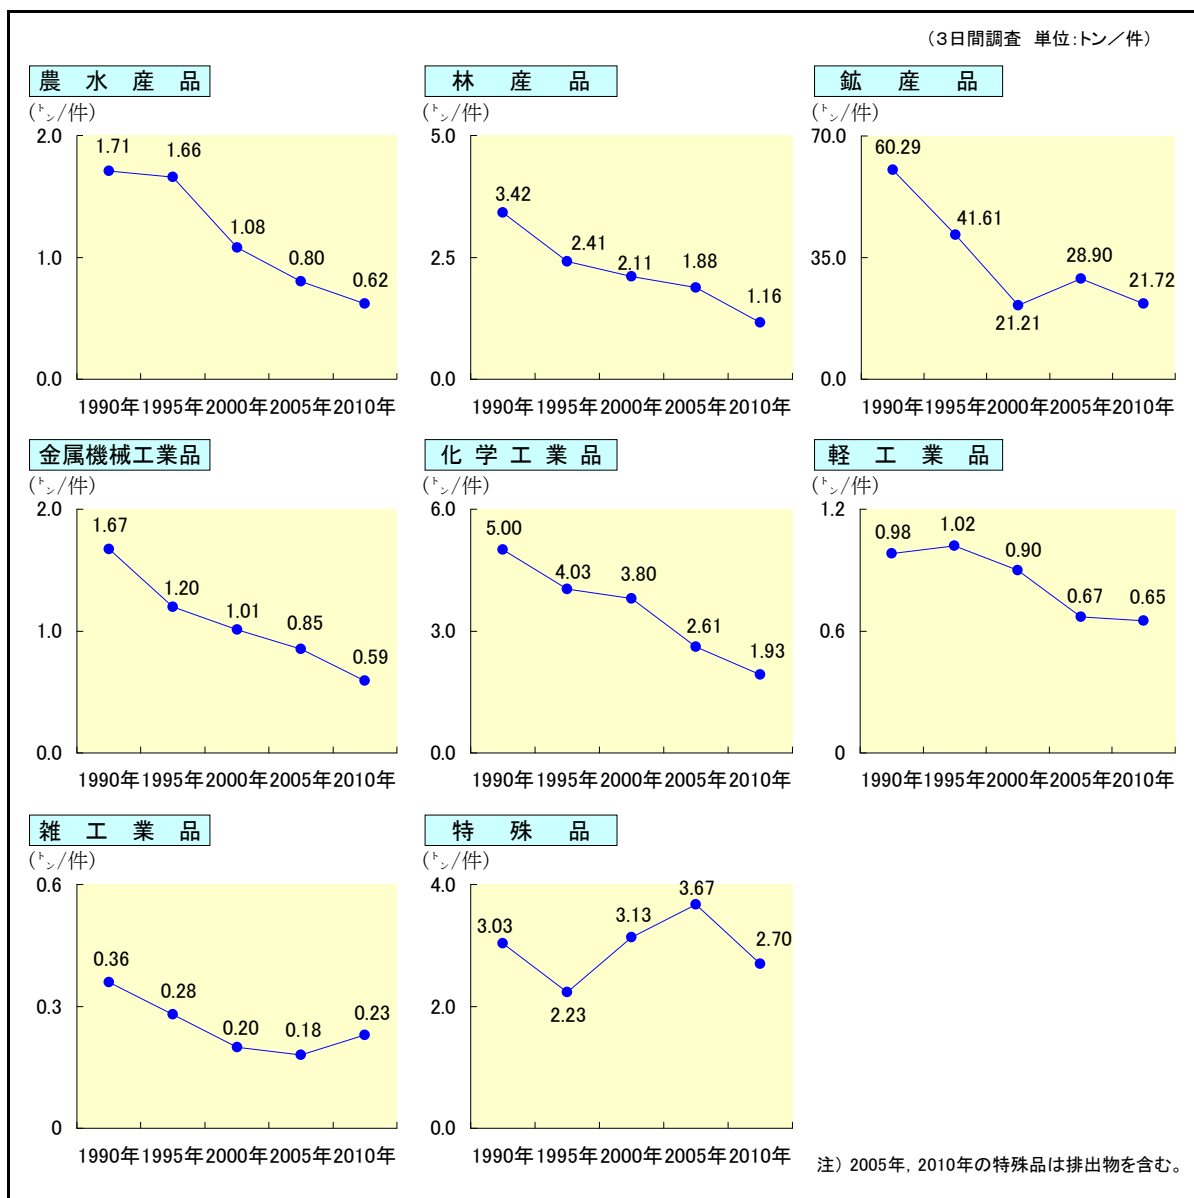 （３日間調査　単位：トン／件）
農水産品
(トン/件)
2.0
1.0
0.0
1.71
1.66
1.08
0.80
0.62
1990年 1995年 2000年 2005年 2010年
林産品
(トン/件)
5.0
2.5
0.0
3.42
2.41
2.11
1.88
1.16
1990年 1995年 2000年 2005年 2010年
鉱産品
(トン/件)
70.0
35.0
0.0
60.29
41.61
21.21
28.90
21.72
1990年 1995年 2000年 2005年 2010年
金属機械工業品
(トン/件)
2.0
1.0
0.0
1.67
1.20
1.01
0.85
0.59
1990年 1995年 2000年 2005年 2010年
化学工業品
(トン/件)
6.0
3.0
0.0
5.00
4.03
3.80
2.61
1.93
1990年 1995年 2000年 2005年 2010年
軽工業品
(トン/件)
1.2
0.6
0
0.98
1.02
0.90
0.67
0.65
1990年 1995年 2000年 2005年 2010年
雑工業品
(トン/件)
0.6
0.3
0
0.36
0.28
0.20
0.18
0.23
1990年 1995年 2000年 2005年 2010年
特殊品
(トン/件)
4.0
2.0
0.0
3.03
2.23
3.13
3.67
2.70
1990年 1995年 2000年 2005年 2010年
注） 2005年，2010年の特殊品は排出物を含む。